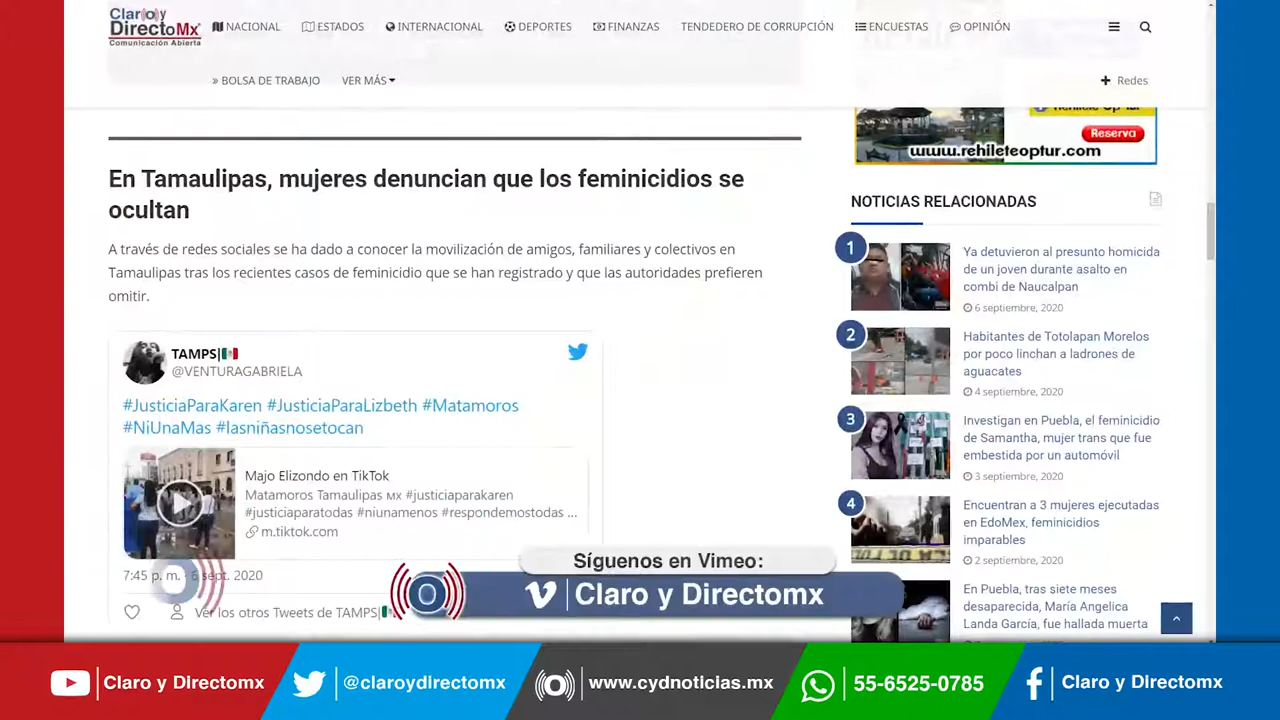 Claro y
DirectoMx
Comunicación Abierta
NACIONAL
ESTADOS
INTERNACIONAL
DEPORTES
FINANZAS
TENDEDERO DE CORRUPCIÓN
ENCUESTAS
OPINIÓN
» BOLSA DE TRABAJO
VER MÁS
Redes
Reserva
wuww.rehileteoptur.com
En Tamaulipas, mujeres denuncian que los feminicidios se
ocultan
A través de redes sociales se ha dado a conocer la movilización de amigos, familiares y colectivos en
Tamaulipas tras los recientes casos de feminicidio que se han registrado y que las autoridades prefieren
omitir.
TAMPS|
@VENTURAGABRIELA
#JusticiaParaKaren #JusticiaParaLizbeth #Matamoros
#NiUnaMas #lasniñasnosetocan
Majo Elizondo en TikTok
Matamoros Tamaulipas ᴍx #justiciaparakaren
#justiciaparatodas #niunamenos #respondemostodas ...
m.tiktok.com
7:45 p. m. · 6 sept. 2020
Ver los otros Tweets de TAMPS|
NOTICIAS RELACIONADAS
1
Ya detuvieron al presunto homicida
de un joven durante asalto en
combi de Naucalpan
6 septiembre, 2020
2
Habitantes de Totolapan Morelos
por poco linchan a ladrones de
aguacates
4 septiembre, 2020
3
Investigan en Puebla, el feminicidio
de Samantha, mujer trans que fue
embestida por un automóvil
3 septiembre, 2020
4
Encuentran a 3 mujeres ejecutadas
en EdoMex, feminicidios
imparables
2 septiembre, 2020
En Puebla, tras siete meses
desaparecida, María Angelica
Landa García, fue hallada muerta
Síguenos en Vimeo:
Claro y Directomx
Claro y Directomx
@claroydirectomx
www.cydnoticias.mx
55-6525-0785
Claro y Directomx